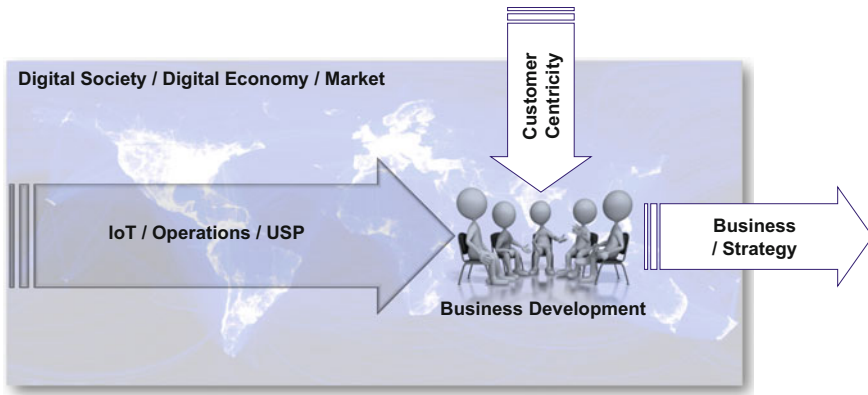 Digital Society / Digital Economy / Market
Customer
Centricity
IoT / Operations / USP
Business
/ Strategy
Business Development